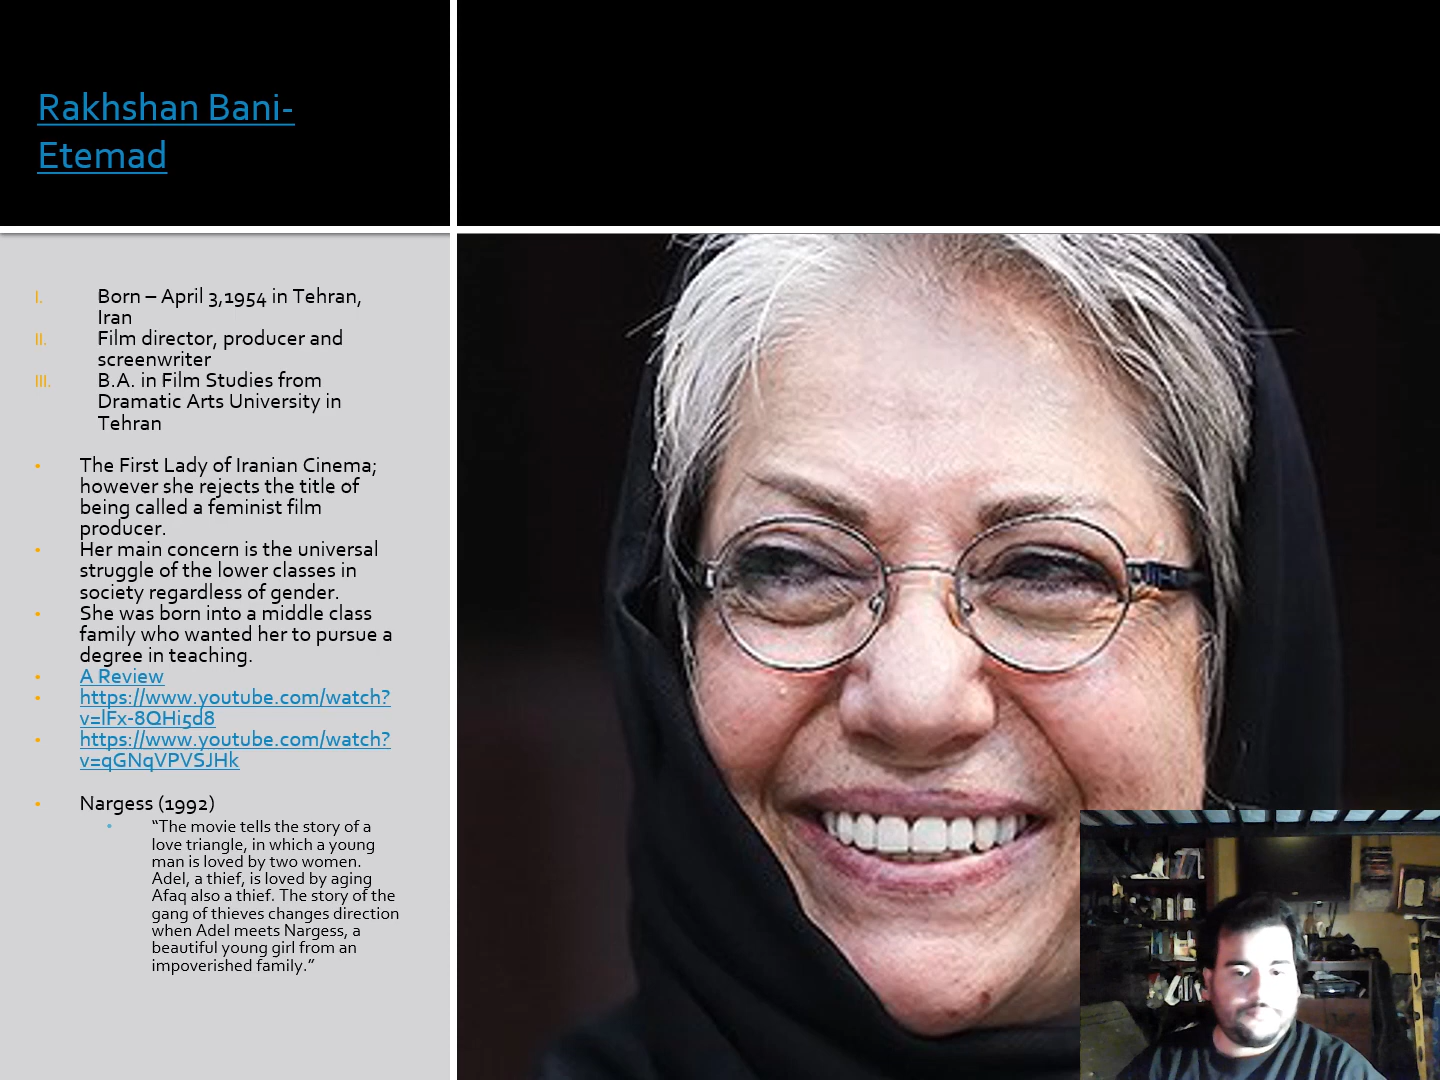 Rakhshan Bani-
Etemad
I. Born – April 3,1954 in Tehran,
Iran
II. Film director, producer and
screenwriter
III. B.A. in Film Studies from
Dramatic Arts University in
Tehran
• The First Lady of Iranian Cinema;
however she rejects the title of
being called a feminist film
producer.
• Her main concern is the universal
struggle of the lower classes in
society regardless of gender.
• She was born into a middle class
family who wanted her to pursue a
degree in teaching.
• A Review
• https://www.youtube.com/watch?
v=lFx-8QHi5d8
• https://www.youtube.com/watch?
v=qGNqVPVSJHk
• Nargess (1992)
• “The movie tells the story of a
love triangle, in which a young
man is loved by two women.
Adel, a thief, is loved by aging
Afaq also a thief. The story of the
gang of thieves changes direction
when Adel meets Nargess, a
beautiful young girl from an
impoverished family.”